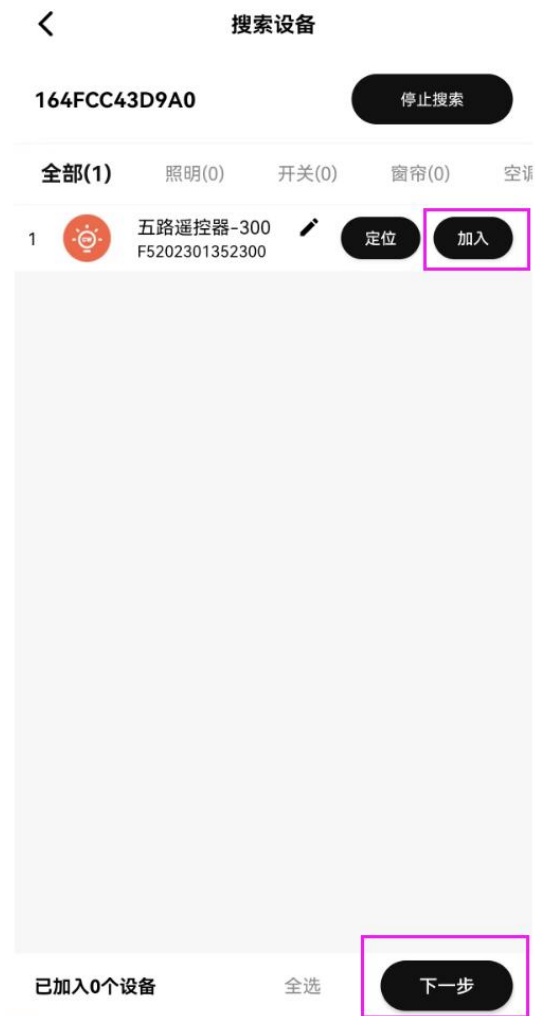 搜索设备
164FCC43D9A0 停止搜索
全部(1) 照明(0) 开关(0) 窗帘(0)
1 五路遥控器-300 定位 加入
F5202301352300
已加入0个设备 全选 下一步